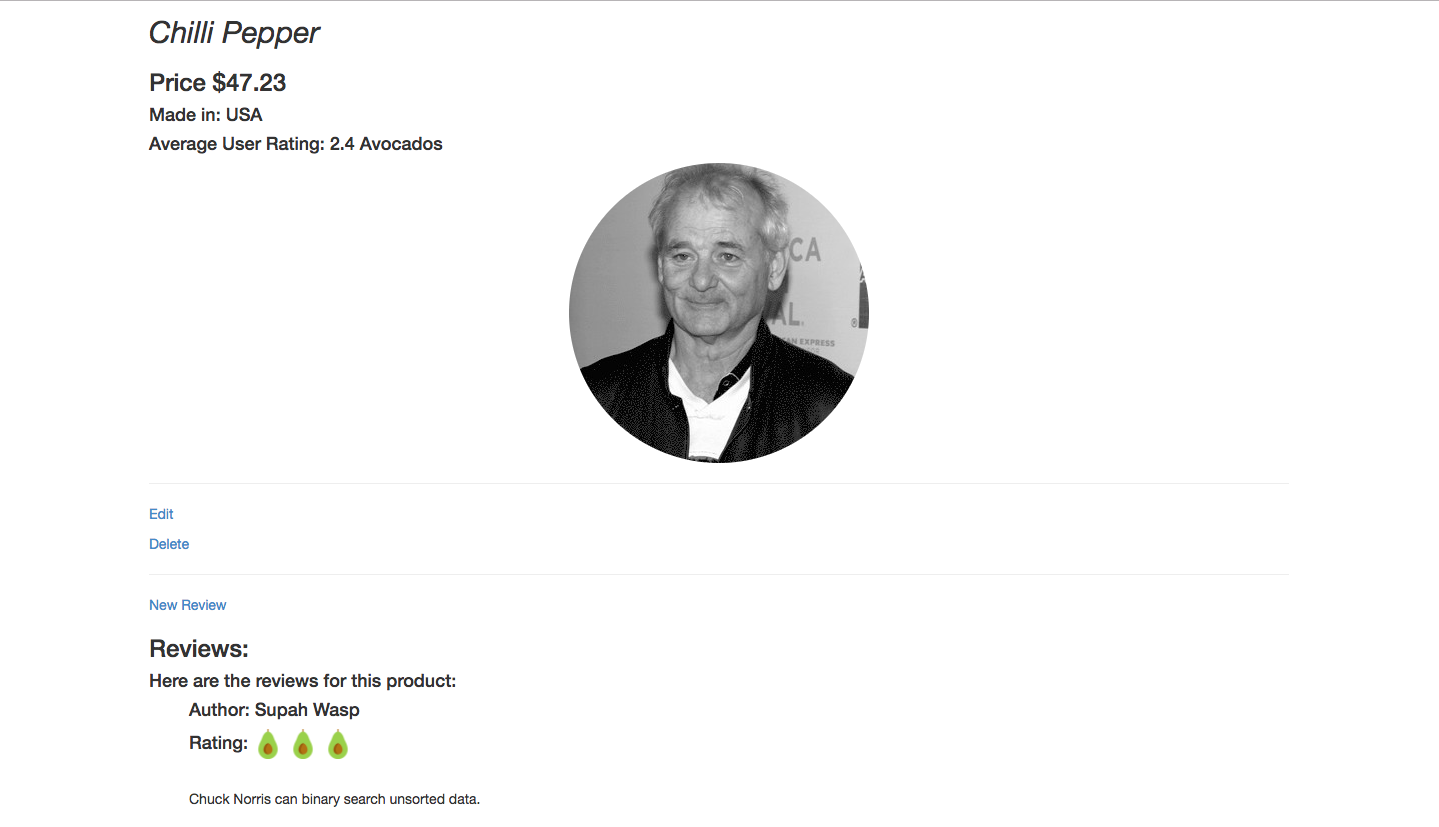 Chilli Pepper
Price $47.23
Made in: USA
Average User Rating: 2.4 Avocados
CA
AL.
AN EXPRESS
®
Edit
Delete
New Review
Reviews:
Here are the reviews for this product:
Author: Supah Wasp
Rating:
Chuck Norris can binary search unsorted data.